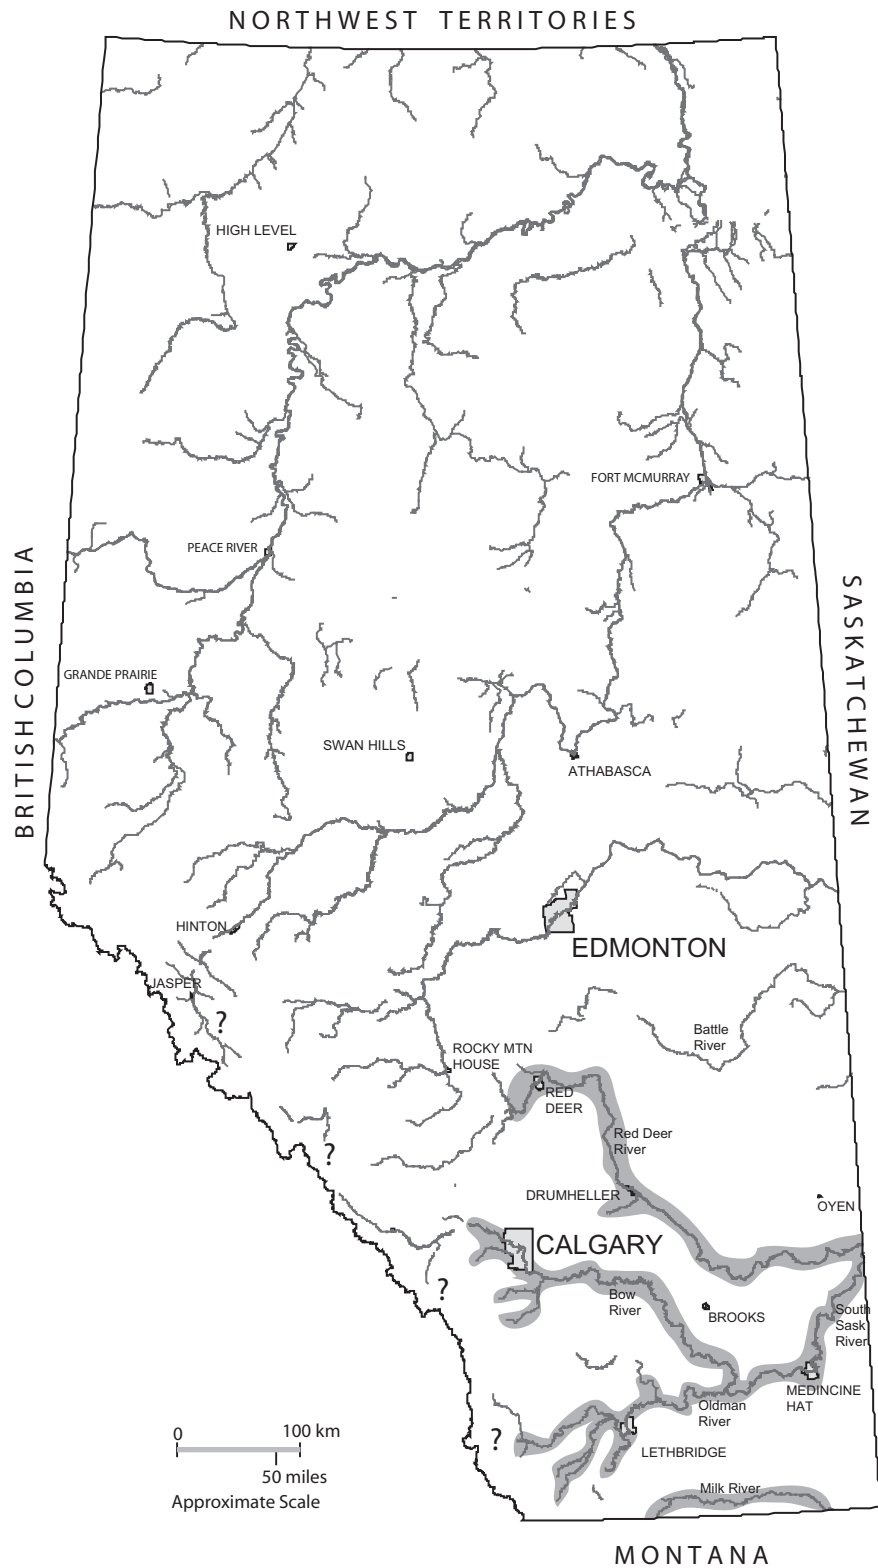 NORTHWEST TERRITORIES
HIGH LEVEL
FORT MCMURRAY
PEACE RIVER
BRITISH COLUMBIA
SASKATCHEWAN
GRANDE PRAIRIE
SWAN HILLS
ATHABASCA
HINTON
EDMONTON
JASPER
?
Battle
River
ROCKY MTN
HOUSE
RED
DEER
Red Deer
River
?
DRUMHELLER
OYEN
CALGARY
?
Bow
River
BROOKS
South
Sask
River
MEDINCINE
HAT
Oldman
River
?
LETHBRIDGE
0 100 km
50 miles
Approximate Scale
Milk River
MONTANA